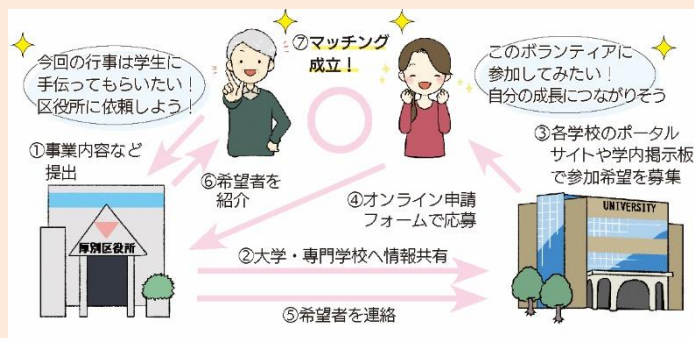 今回の行事は学生に
手伝ってもらいたい！
区役所に依頼しよう！
⑦マッチング
成立！
このボランティアに
参加してみたい！
自分の成長につながりそう
①事業内容など
提出
⑥希望者を
紹介
④オンライン申請
フォームで応募
③各学校のポータル
サイトや学内掲示板
で参加希望を募集
厚別区役所
UNIVERSITY
②大学・専門学校へ情報共有
⑤希望者を連絡